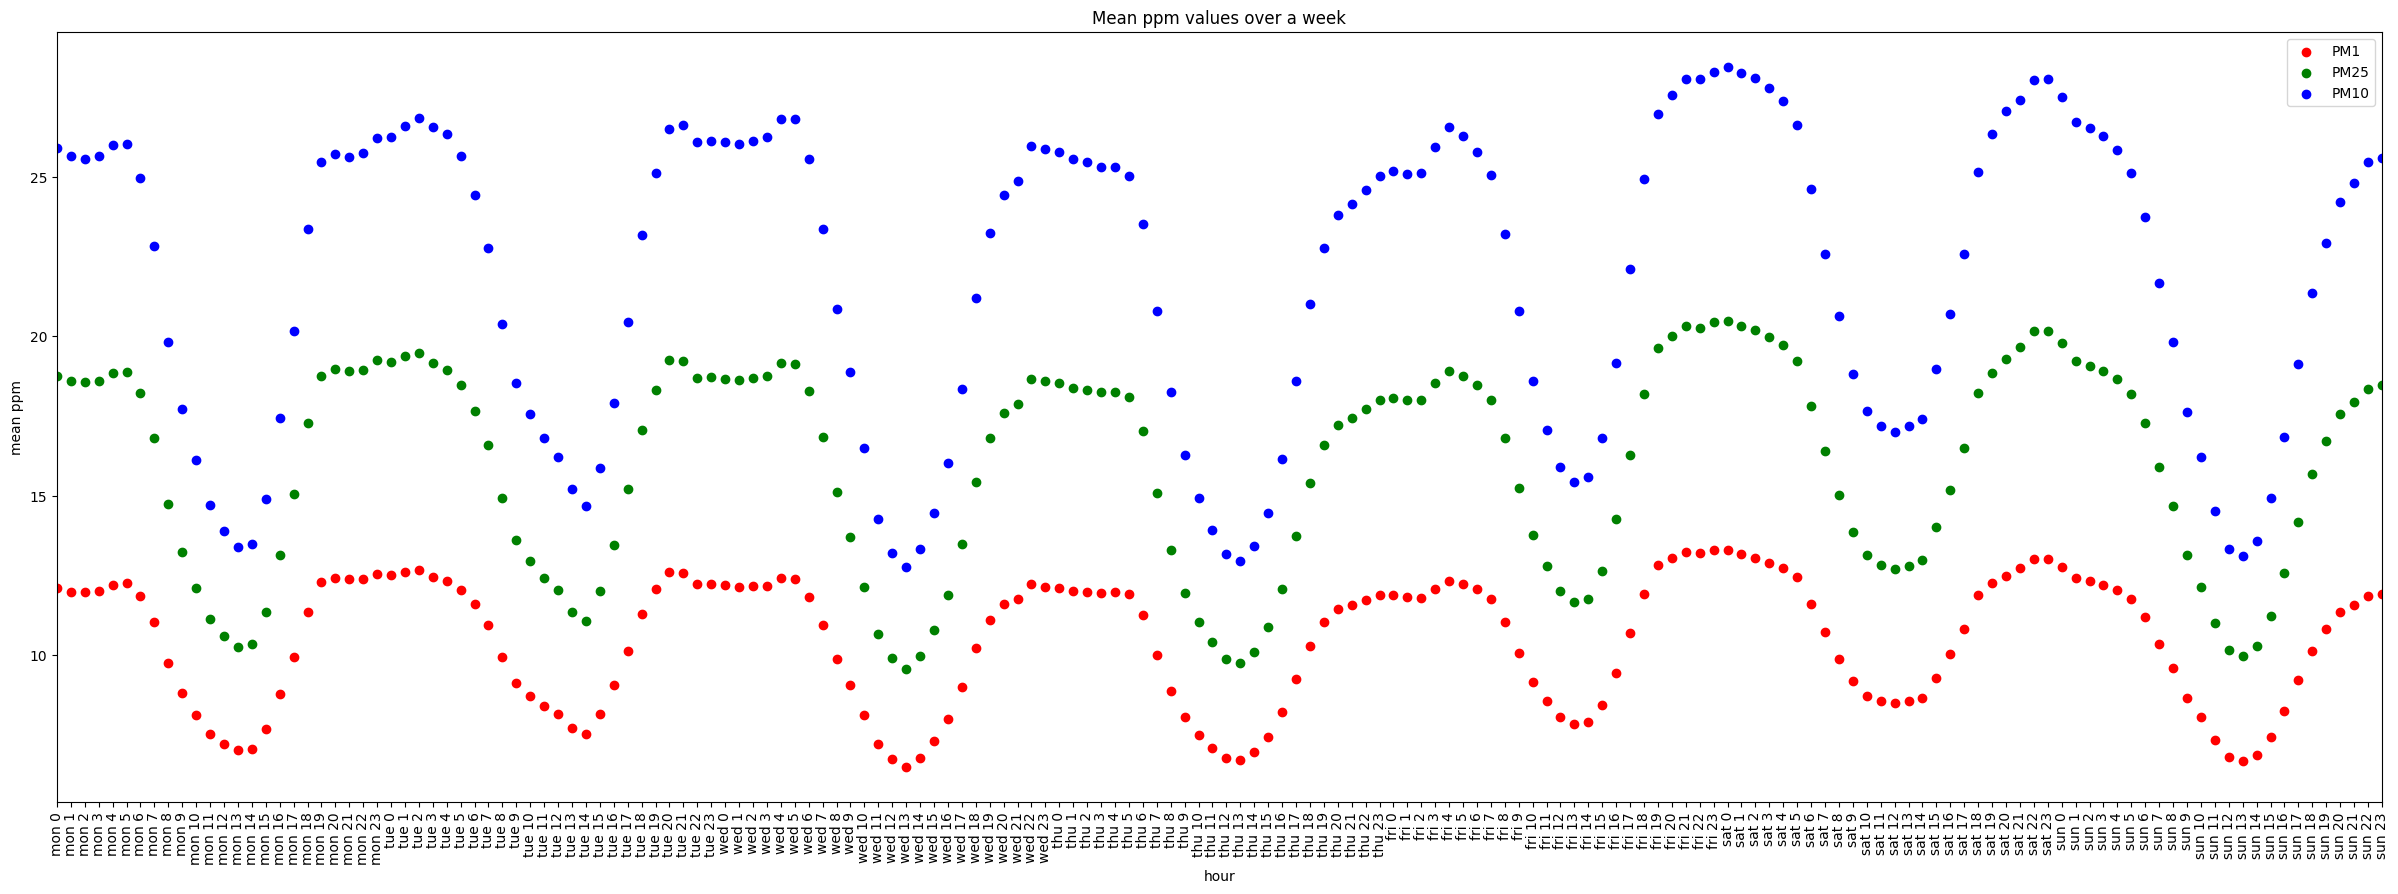 Mean ppm values over a week
PM1
PM25
PM10
mean ppm
25
20
15
10
mon 0
mon 1
mon 2
mon 3
mon 4
mon 5
mon 6
mon 7
mon 8
mon 9
mon 10
mon 11
mon 12
mon 13
mon 14
mon 15
mon 16
mon 17
mon 18
mon 19
mon 20
mon 21
mon 22
mon 23
tue 0
tue 1
tue 2
tue 3
tue 4
tue 5
tue 6
tue 7
tue 8
tue 9
tue 10
tue 11
tue 12
tue 13
tue 14
tue 15
tue 16
tue 17
tue 18
tue 19
tue 20
tue 21
tue 22
tue 23
wed 0
wed 1
wed 2
wed 3
wed 4
wed 5
wed 6
wed 7
wed 8
wed 9
wed 10
wed 11
wed 12
wed 13
wed 14
wed 15
wed 16
wed 17
wed 18
wed 19
wed 20
wed 21
wed 22
wed 23
thu 0
thu 1
thu 2
thu 3
thu 4
thu 5
thu 6
thu 7
thu 8
thu 9
thu 10
thu 11
thu 12
thu 13
thu 14
thu 15
thu 16
thu 17
thu 18
thu 19
thu 20
thu 21
thu 22
thu 23
fri 0
fri 1
fri 2
fri 3
fri 4
fri 5
fri 6
fri 7
fri 8
fri 9
fri 10
fri 11
fri 12
fri 13
fri 14
fri 15
fri 16
fri 17
fri 18
fri 19
fri 20
fri 21
fri 22
fri 23
sat 0
sat 1
sat 2
sat 3
sat 4
sat 5
sat 6
sat 7
sat 8
sat 9
sat 10
sat 11
sat 12
sat 13
sat 14
sat 15
sat 16
sat 17
sat 18
sat 19
sat 20
sat 21
sat 22
sat 23
sun 0
sun 1
sun 2
sun 3
sun 4
sun 5
sun 6
sun 7
sun 8
sun 9
sun 10
sun 11
sun 12
sun 13
sun 14
sun 15
sun 16
sun 17
sun 18
sun 19
sun 20
sun 21
sun 22
sun 23
hour